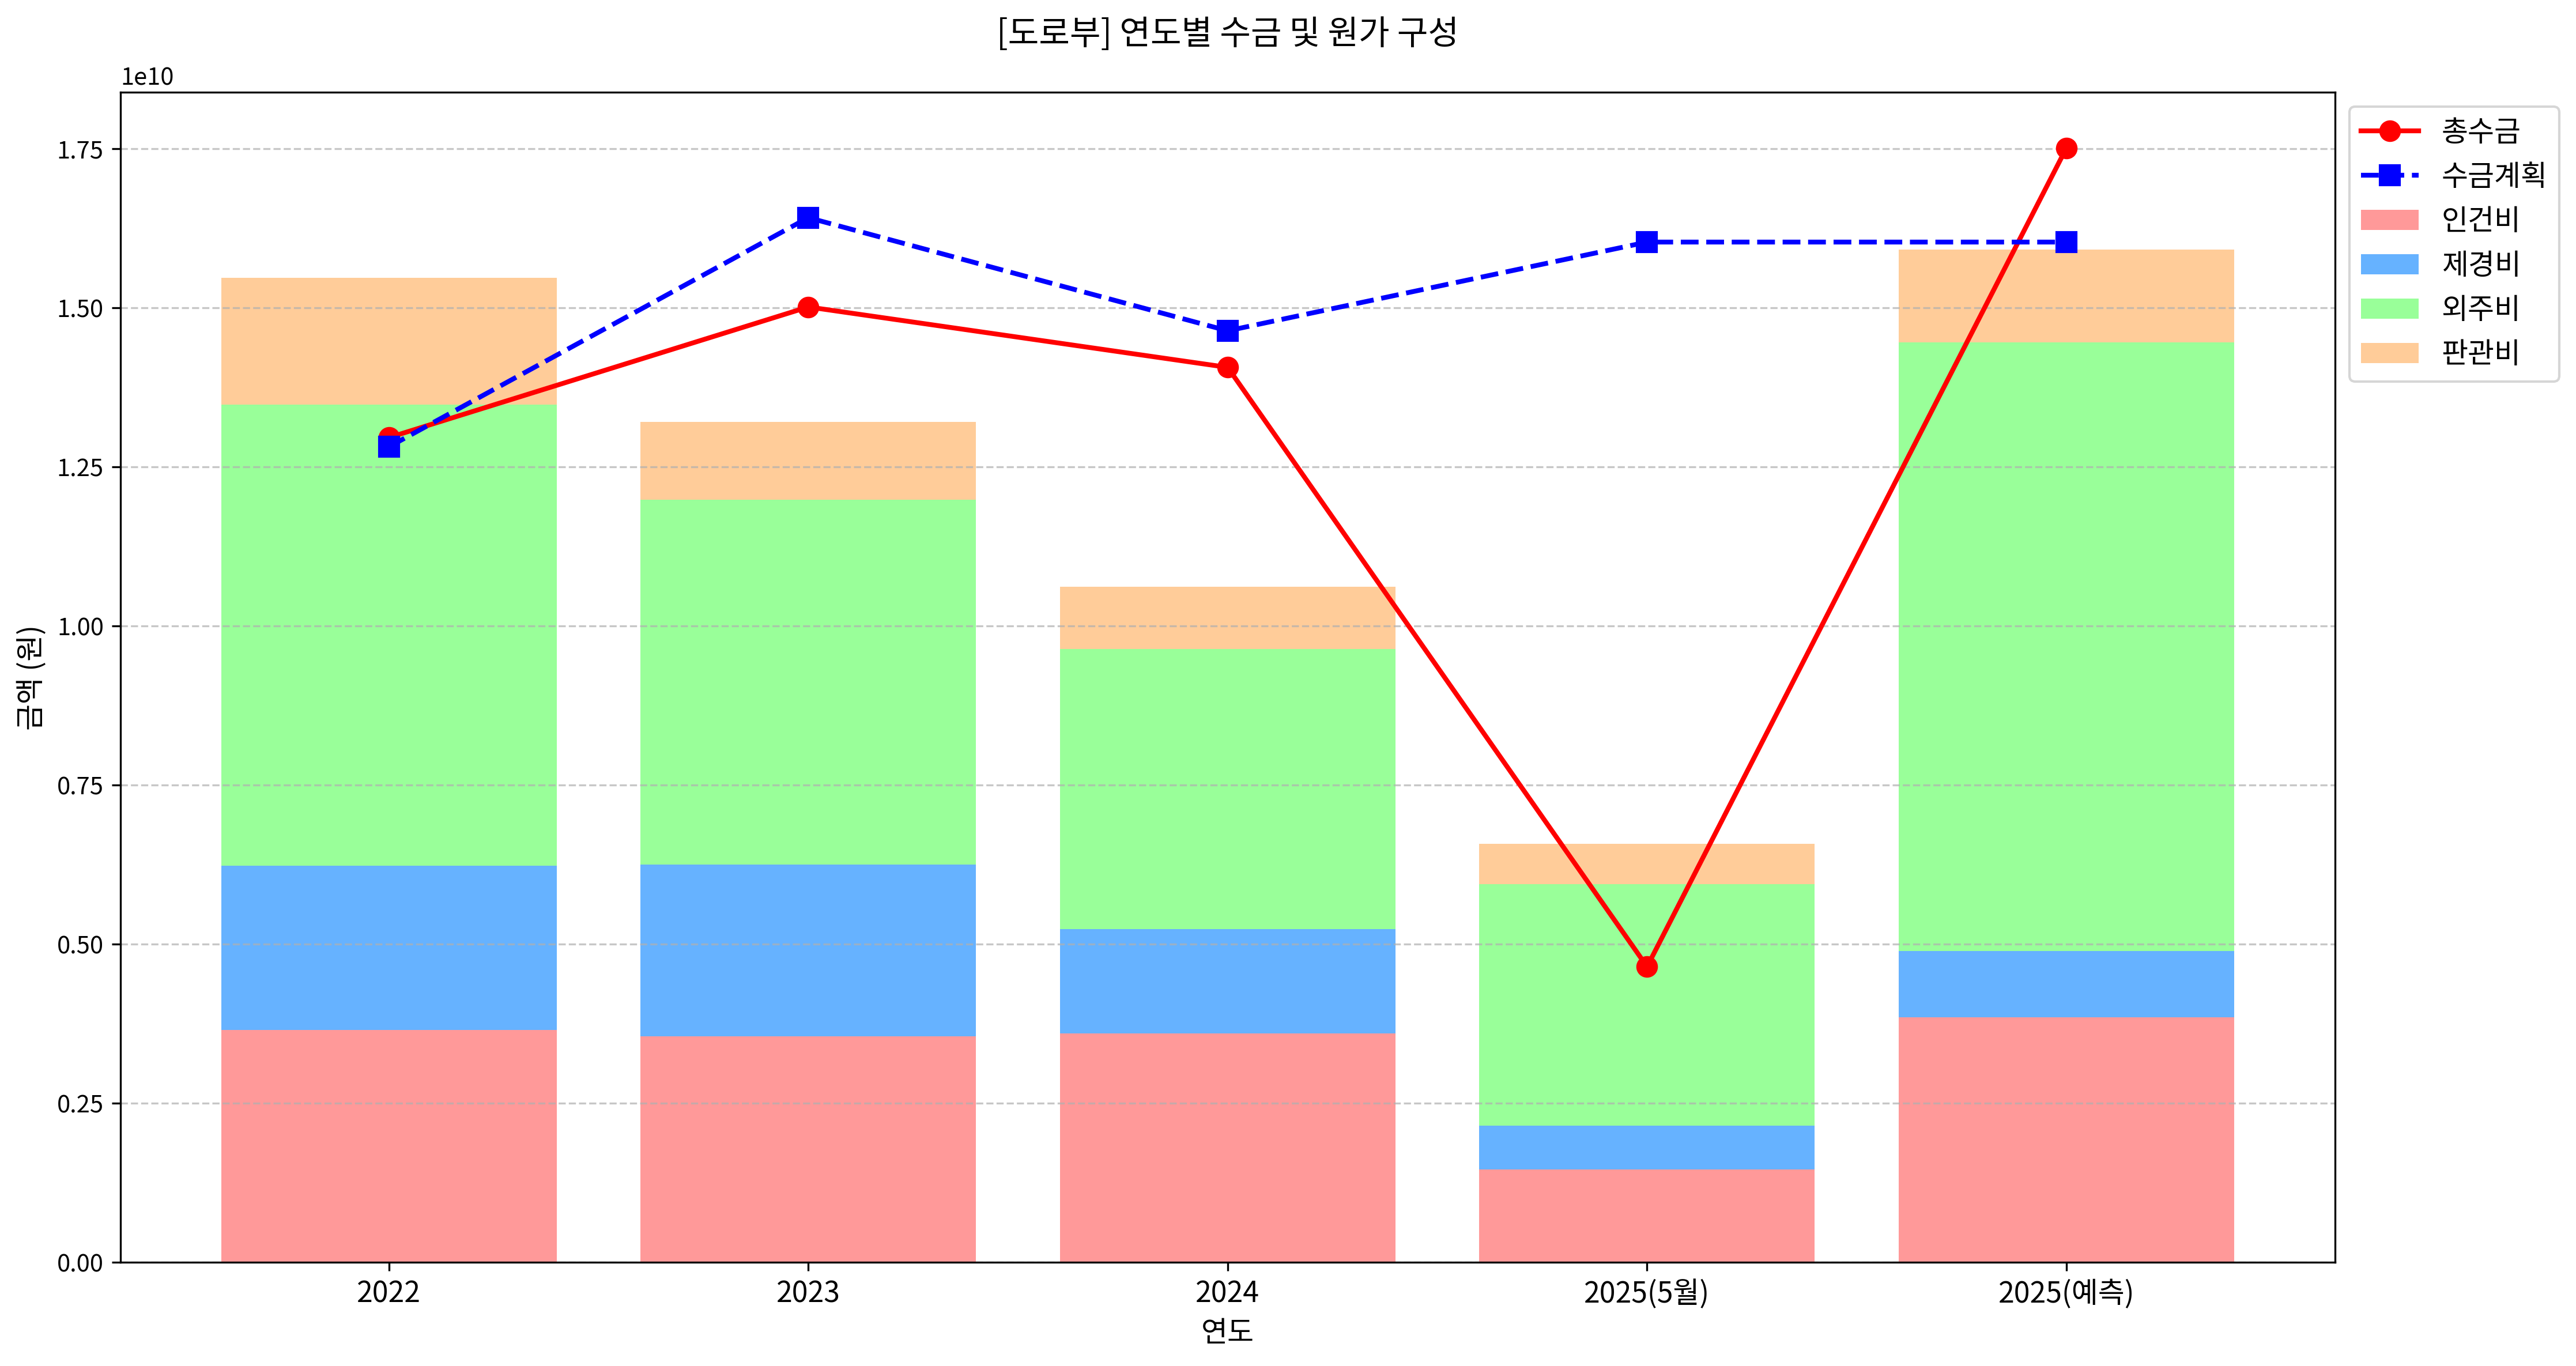 [도로부] 연도별 수금 및 원가 구성
1e10
1.75
1.50
1.25
1.00
0.75
0.50
0.25
0.00
금액 (원)
2022
2023
2024
2025(5월)
2025(예측)
연도
총수금
수금계획
인건비
제경비
외주비
판관비